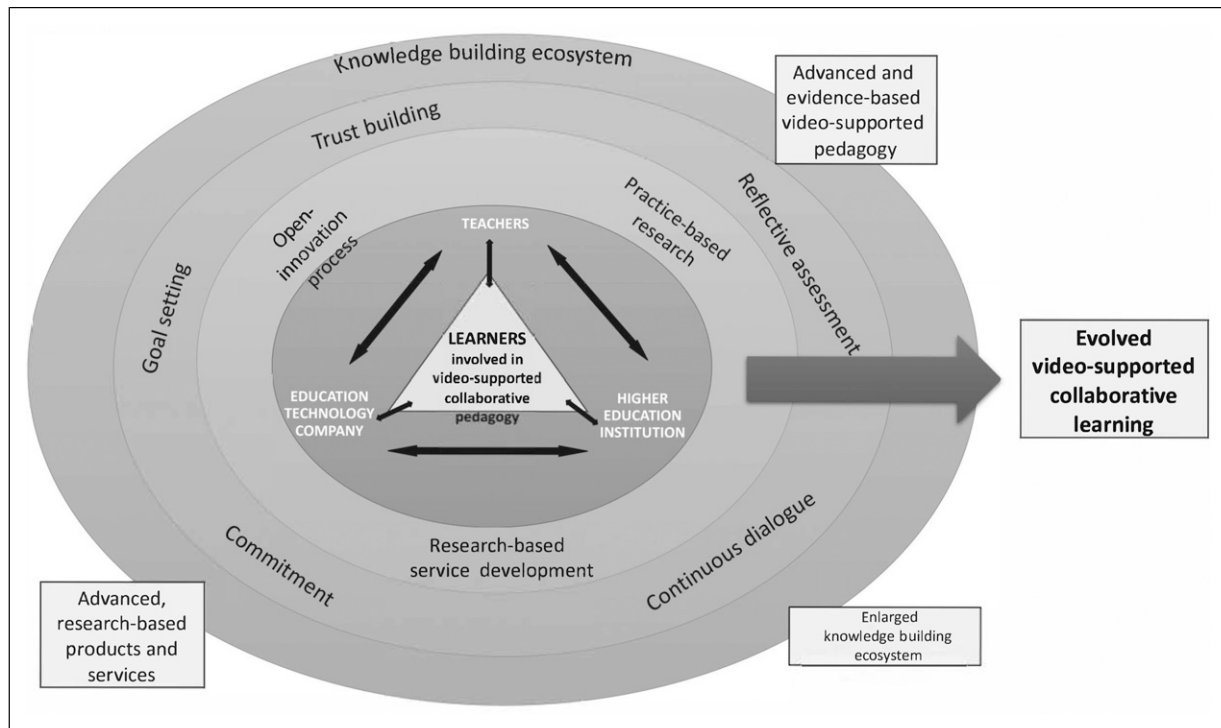 Knowledge building ecosystem
Advanced and
evidence-based
video-supported
pedagogy
Trust building
Reflective assessment
Practice-based
research
Open-
innovation
process
Goal setting
TEACHERS
LEARNERS
involved in
video-supported
collaborative
pedagogy
EDUCATION
TECHNOLOGY
COMPANY
HIGHER
EDUCATION
INSTITUTION
Evolved
video-supported
collaborative
learning
Research-based
service development
Commitment
Continuous dialogue
Advanced,
research-based
products and
services
Enlarged
knowledge building
ecosystem